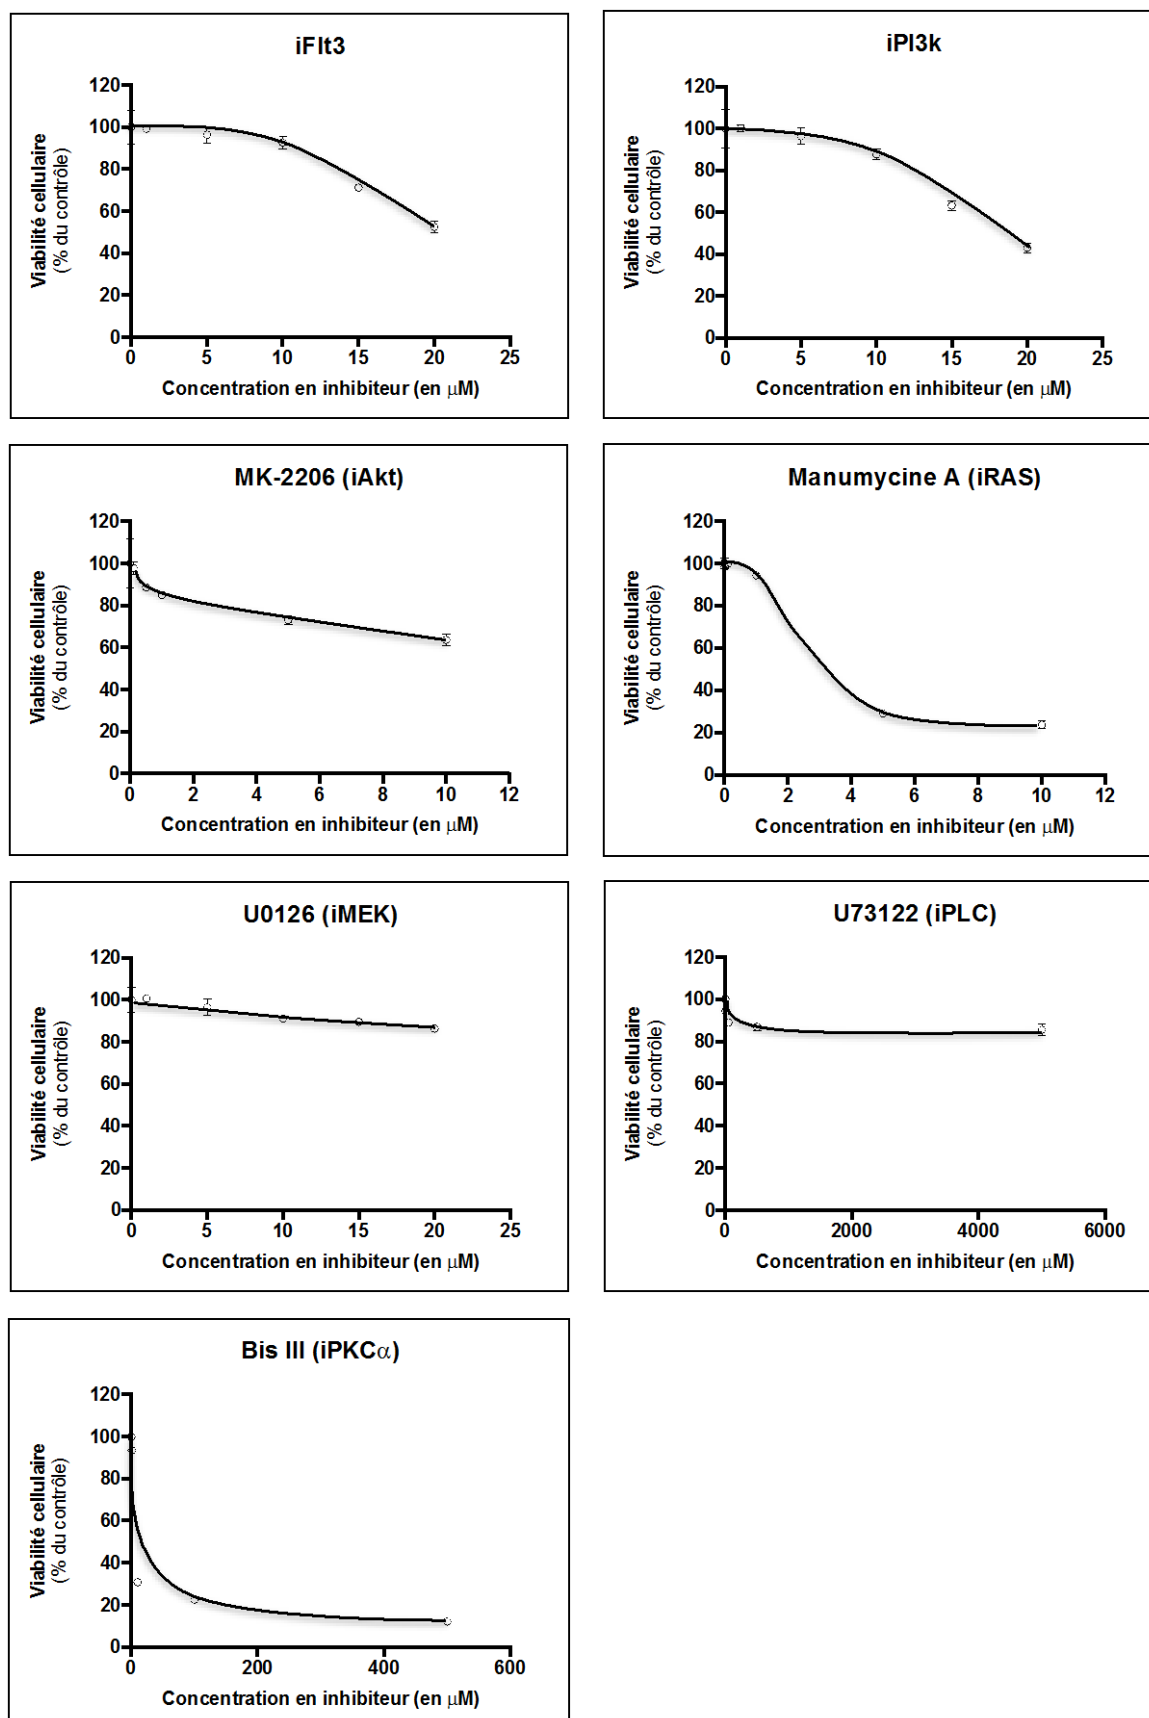 iFlt3
120
100
80
60
40
20
0
Viabilité cellulaire
(% du contrôle)
0 5 10 15 20 25
Concentration en inhibiteur (en μM)
iPI3k
120
100
80
60
40
20
0
Viabilité cellulaire
(% du contrôle)
0 5 10 15 20 25
Concentration en inhibiteur (en μM)
MK-2206 (iAkt)
120
100
80
60
40
20
0
Viabilité cellulaire
(% du contrôle)
0 2 4 6 8 10 12
Concentration en inhibiteur (en μM)
Manumycine A (iRAS)
120
100
80
60
40
20
0
Viabilité cellulaire
(% du contrôle)
0 2 4 6 8 10 12
Concentration en inhibiteur (en μM)
U0126 (iMEK)
120
100
80
60
40
20
0
Viabilité cellulaire
(% du contrôle)
0 5 10 15 20 25
Concentration en inhibiteur (en μM)
U73122 (iPLC)
120
100
80
60
40
20
0
Viabilité cellulaire
(% du contrôle)
0 2000 4000 6000
Concentration en inhibiteur (en μM)
Bis III (iPKCα)
120
100
80
60
40
20
0
Viabilité cellulaire
(% du contrôle)
0 200 400 600
Concentration en inhibiteur (en μM)